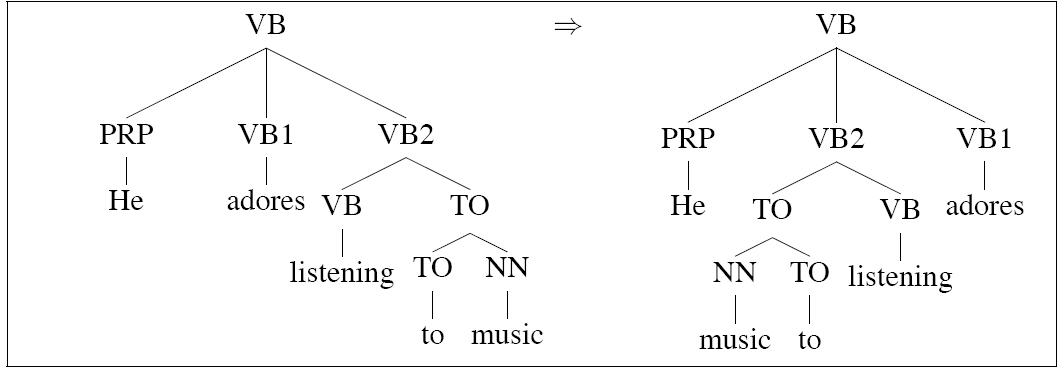 VB ⇒ VB
PRP VB1 VB2 PRP VB2 VB1
He adores VB TO He TO VB adores
listening TO NN NN TO listening
to music music to